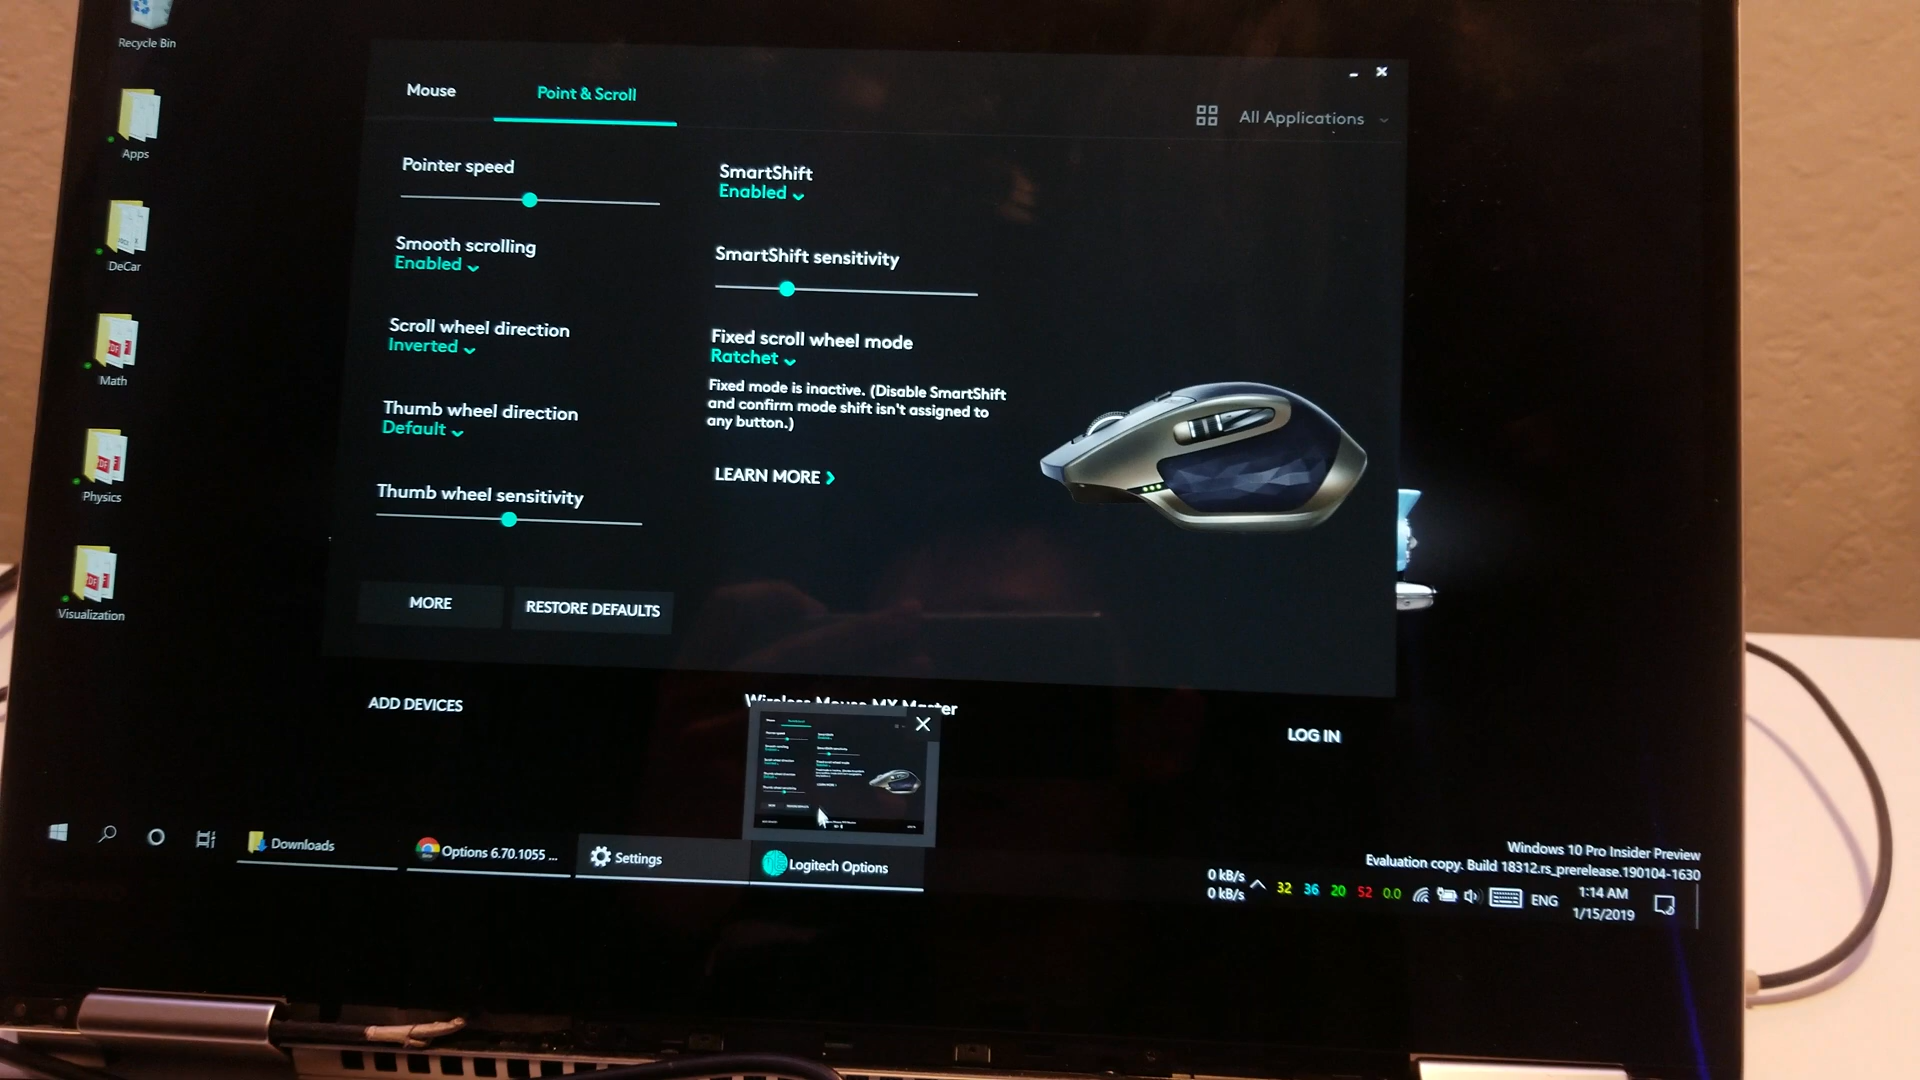 Recycle Bin
Apps
DeCar
Math
Physics
Visualization
Mouse
Point & Scroll
All Applications
Pointer speed
Smooth scrolling
Enabled
Scroll wheel direction
Inverted
Thumb wheel direction
Default
Thumb wheel sensitivity
MORE
RESTORE DEFAULTS
SmartShift
Enabled
SmartShift sensitivity
Fixed scroll wheel mode
Ratchet
Fixed mode is inactive. (Disable SmartShift
and confirm mode shift isn't assigned to
any button.)
LEARN MORE
ADD DEVICES
Wireless Mouse MX Master
LOG IN
Downloads
Options 6.70.1055 ...
Settings
Logitech Options
Windows 10 Pro Insider Preview
Evaluation copy. Build 18312.rs_prerelease.190104-1630
0 kB/s
0 kB/s
32 36 20 52 0.0
ENG
1:14 AM
1/15/2019